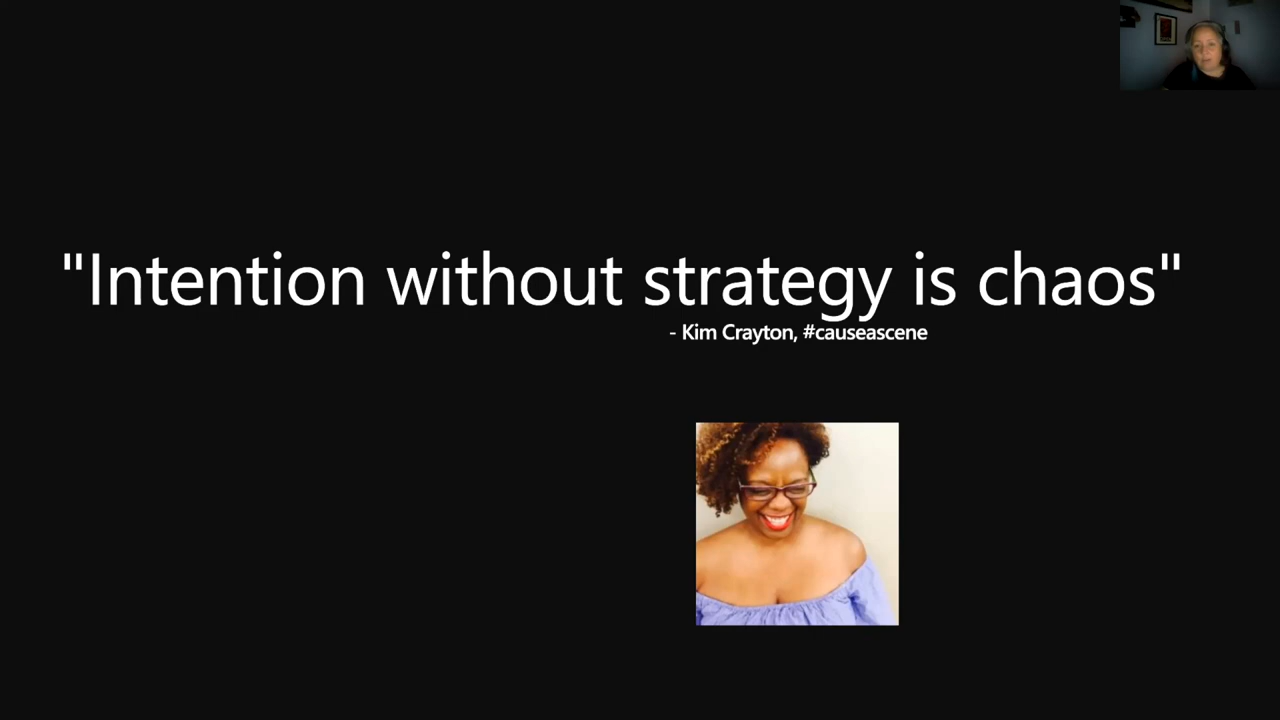 "Intention without strategy is chaos"
- Kim Crayton, #causeascene